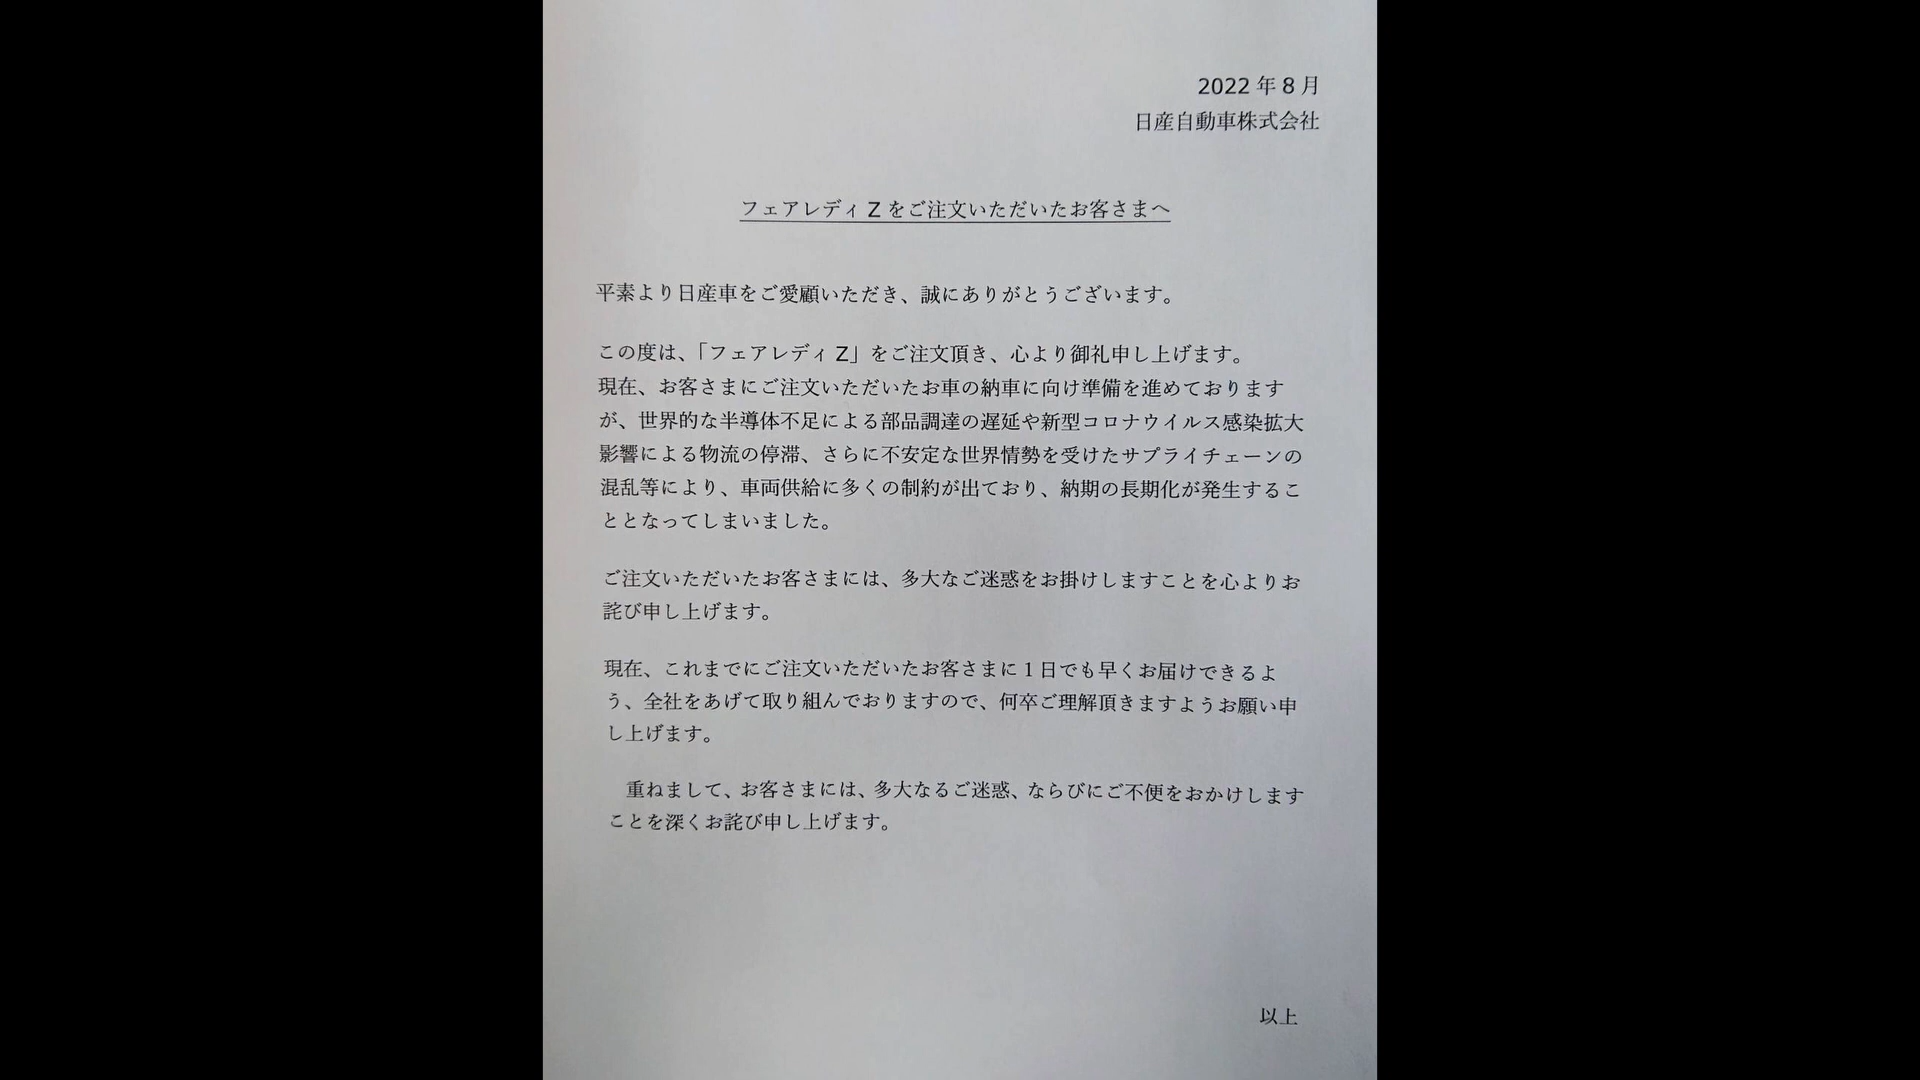 2022 年 8 月
日産自動車株式会社
フェアレディ Z をご注文いただいたお客さまへ
平素より日産車をご愛顧いただき、誠にありがとうございます。
この度は、「フェアレディ Z」をご注文頂き、心より御礼申し上げます。
現在、お客さまにご注文いただいたお車の納車に向け準備を進めております
が、世界的な半導体不足による部品調達の遅延や新型コロナウイルス感染拡大
影響による物流の停滞、さらに不安定な世界情勢を受けたサプライチェーンの
混乱等により、車両供給に多くの制約が出ており、納期の長期化が発生するこ
ととなってしまいました。
ご注文いただいたお客さまには、多大なご迷惑をお掛けしますことを心よりお
詫び申し上げます。
現在、これまでにご注文いただいたお客さまに 1 日でも早くお届けできるよ
う、全社をあげて取り組んでおりますので、何卒ご理解頂きますようお願い申
し上げます。
重ねまして、お客さまには、多大なるご迷惑、ならびにご不便をおかけします
ことを深くお詫び申し上げます。
以上